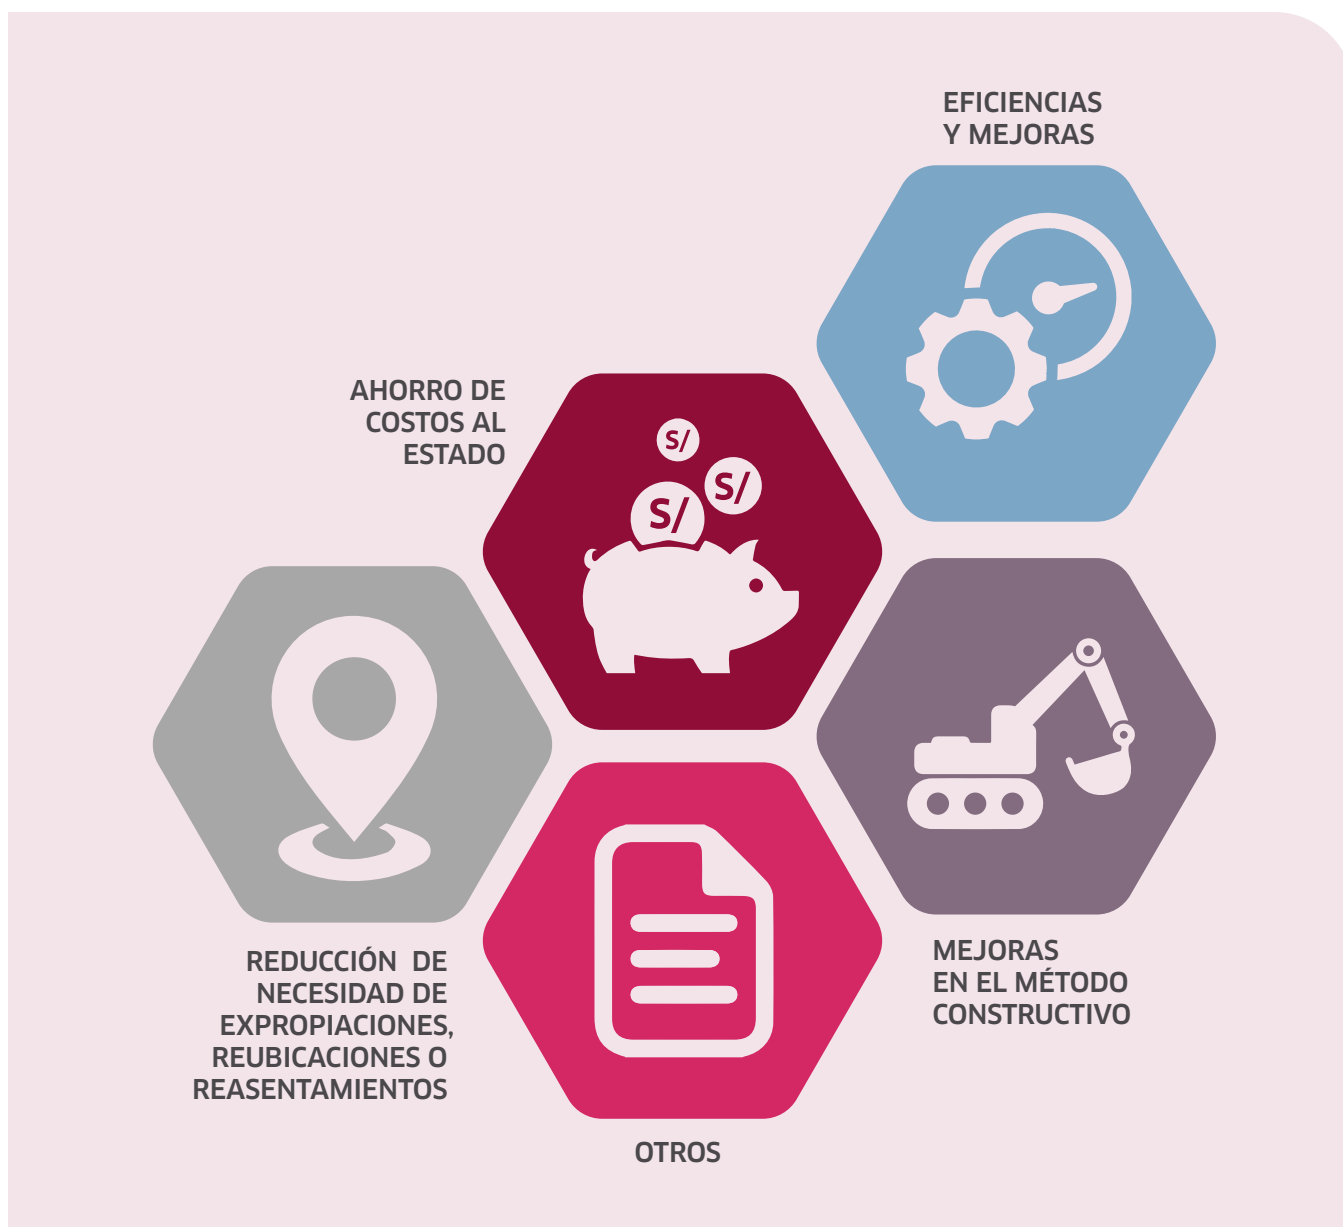 EFICIENCIAS
Y MEJORAS
AHORRO DE
COSTOS AL
ESTADO
S/
S/
S/
REDUCCIÓN DE
NECESIDAD DE
EXPROPIACIONES,
REUBICACIONES O
REASENTAMIENTOS
MEJORAS
EN EL MÉTODO
CONSTRUCTIVO
OTROS